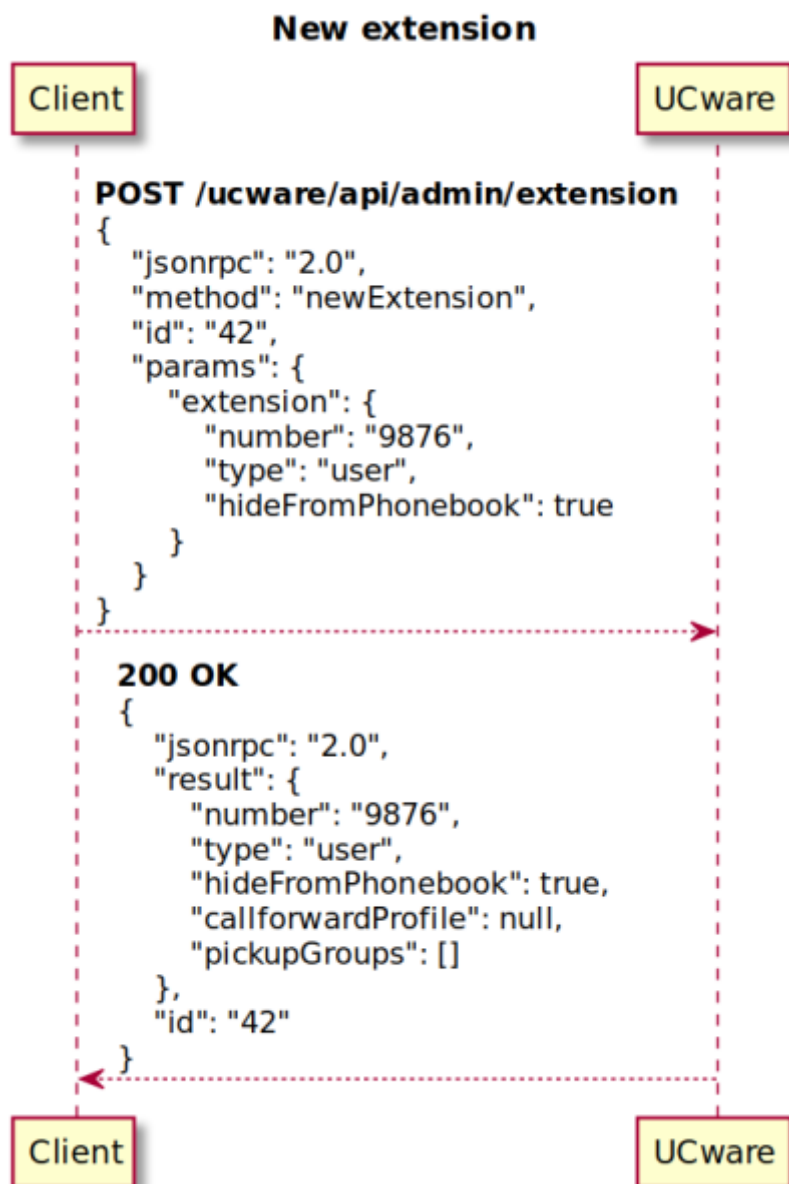 New extension
Client UCware
POST /ucware/api/admin/extension
{
"jsonrpc": "2.0",
"method": "newExtension",
"id": "42",
"params": {
"extension": {
"number": "9876",
"type": "user",
"hideFromPhonebook": true
}
}
}
200 OK
{
"jsonrpc": "2.0",
"result": {
"number": "9876",
"type": "user",
"hideFromPhonebook": true,
"callforwardProfile": null,
"pickupGroups": []
},
"id": "42"
}
Client UCware